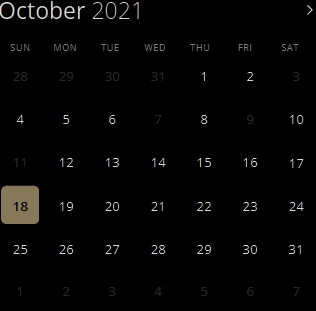 October 2021
SUN MON TUE WED THU FRI SAT
28 29 30 31 1 2 3
4 5 6 7 8 9 10
11 12 13 14 15 16 17
18 19 20 21 22 23 24
25 26 27 28 29 30 31
1 2 3 4 5 6 7